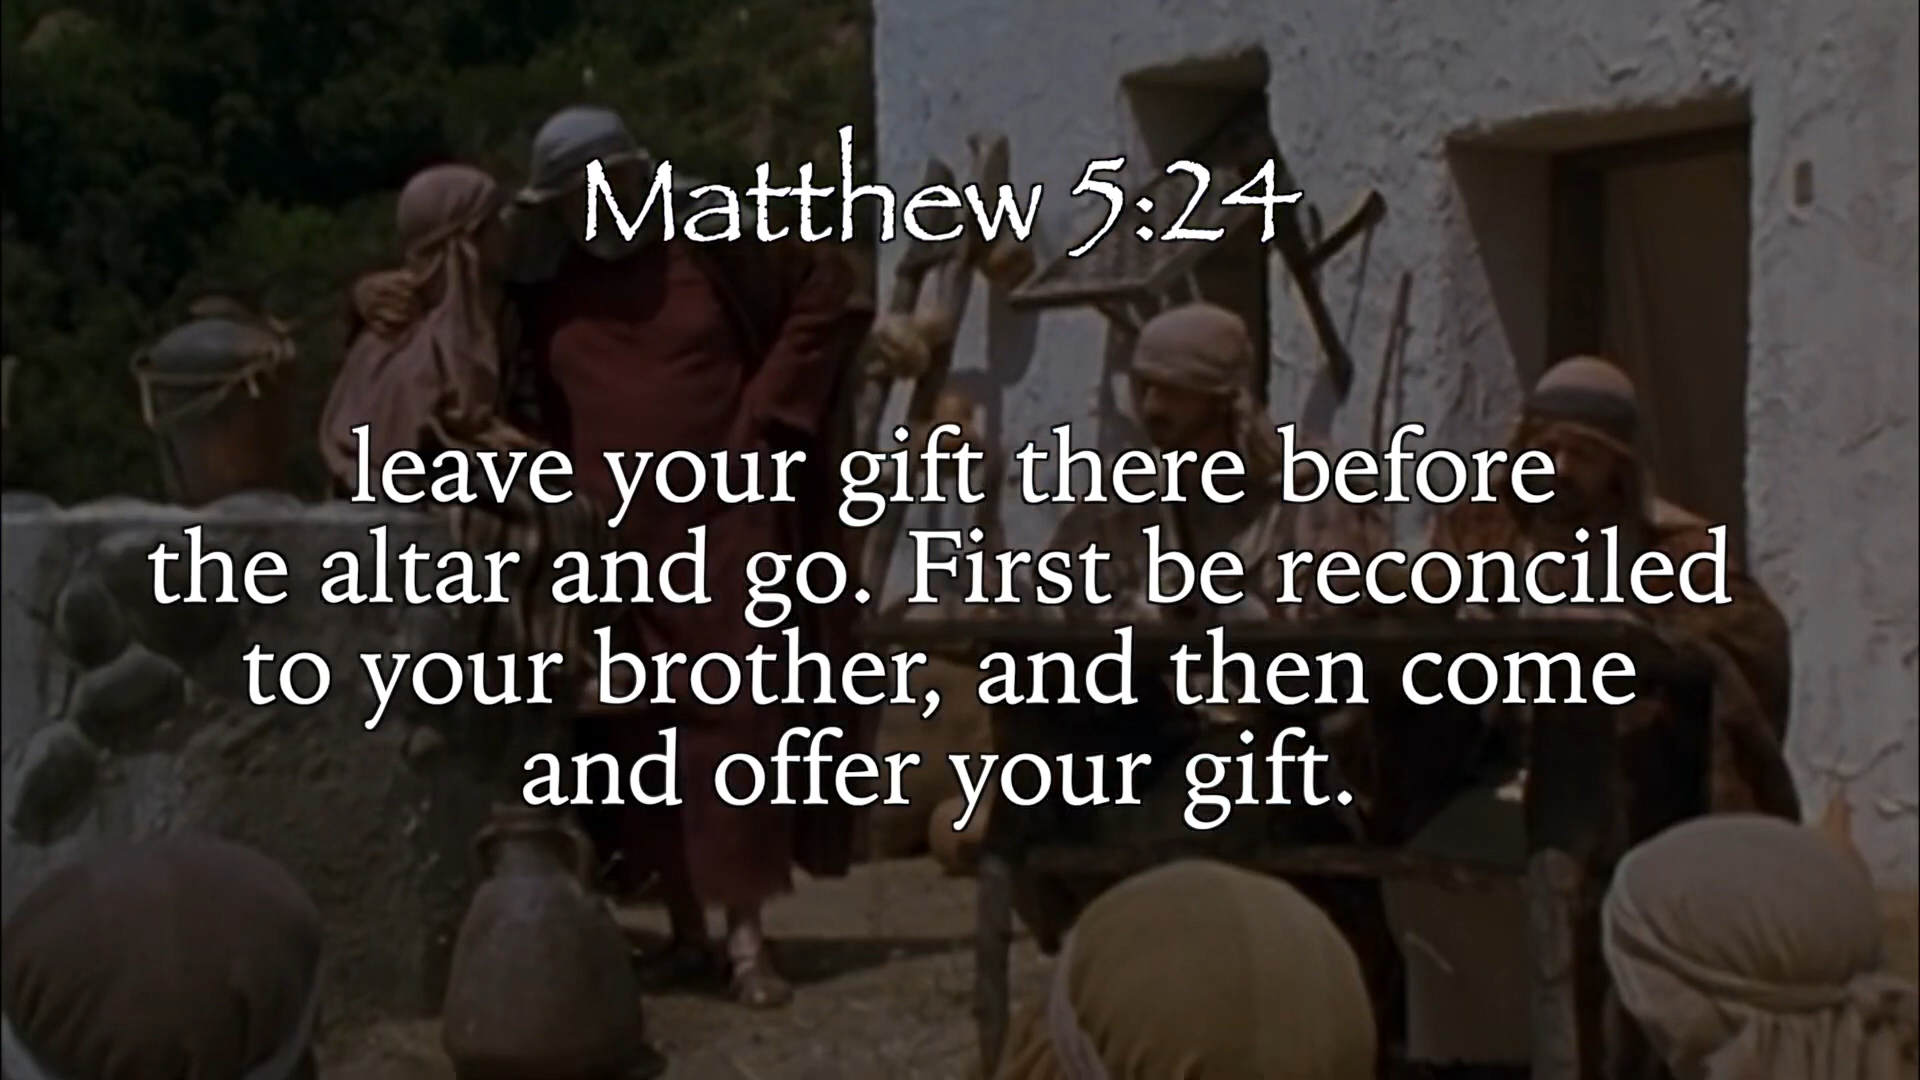 Matthew 5:24
leave your gift there before
the altar and go. First be reconciled
to your brother, and then come
and offer your gift.